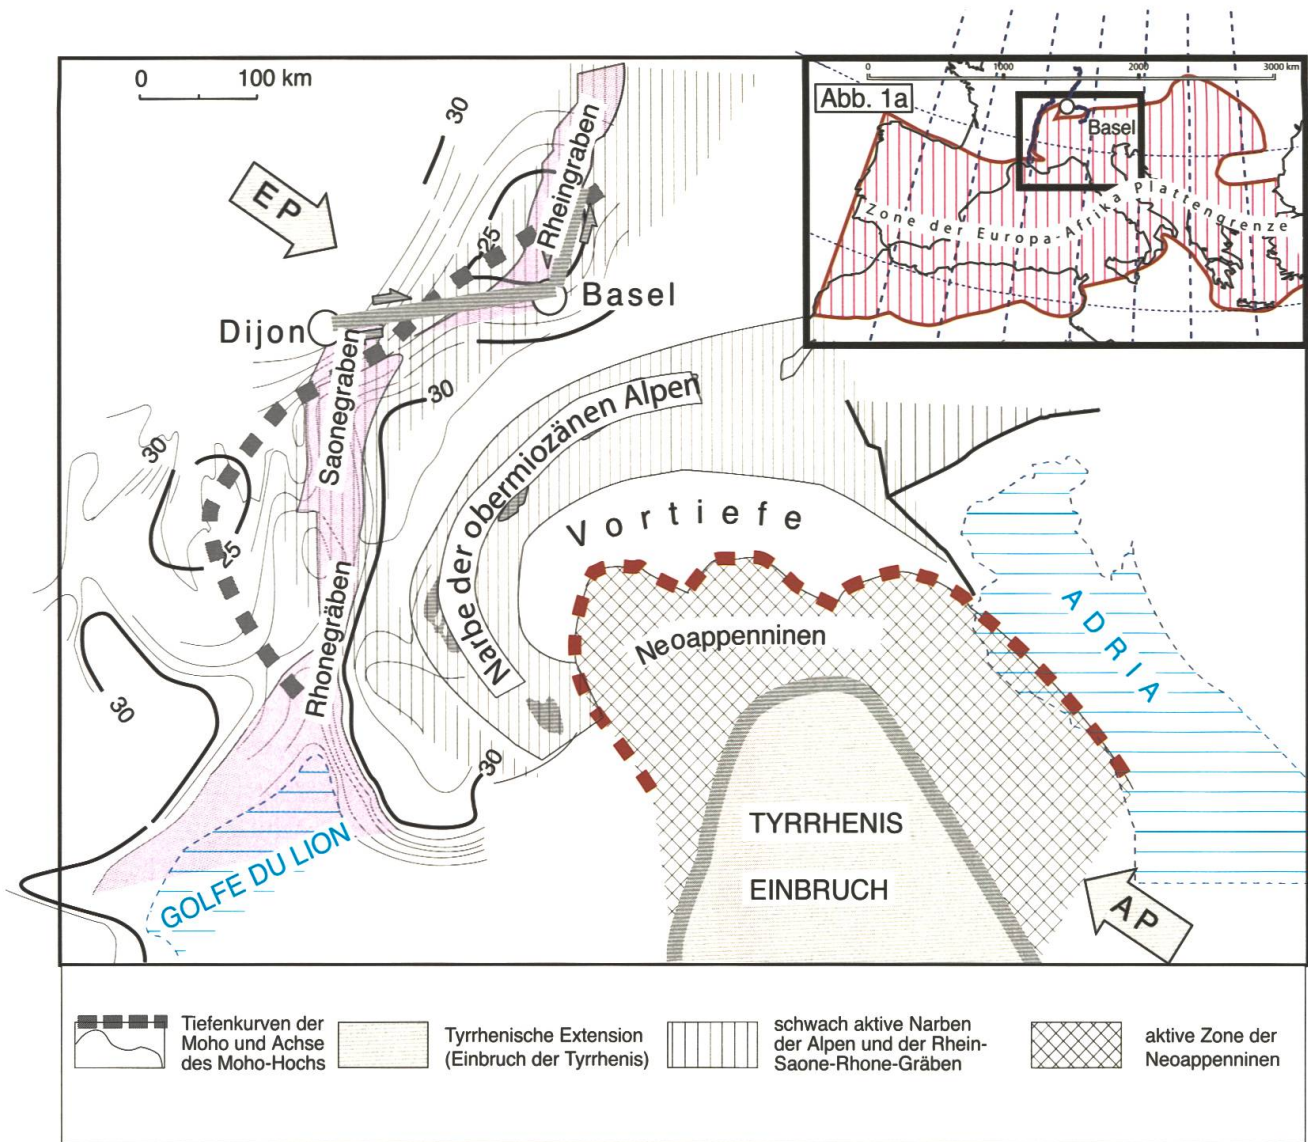 0 100 km
0 1000 2000 3000 km
Abb. 1a
Basel
Zone der Europa-Afrika Plattengrenze
30
EP
Rheingraben
25
Basel
Dijon
Saonegraben
30
30
25
Narbe der obermiozänen Alpen
Vortiefe
Rhonegräben
Neoappenninen
ADRIA
30
30
TYRRHENIS
EINBRUCH
GOLFE DU LION
AP
Tiefenkurven der
Moho und Achse
des Moho-Hochs
Tyrrhenische Extension
(Einbruch der Tyrrhenis)
schwach aktive Narben
der Alpen und der Rhein-
Saone-Rhone-Gräben
aktive Zone der
Neoappenninen